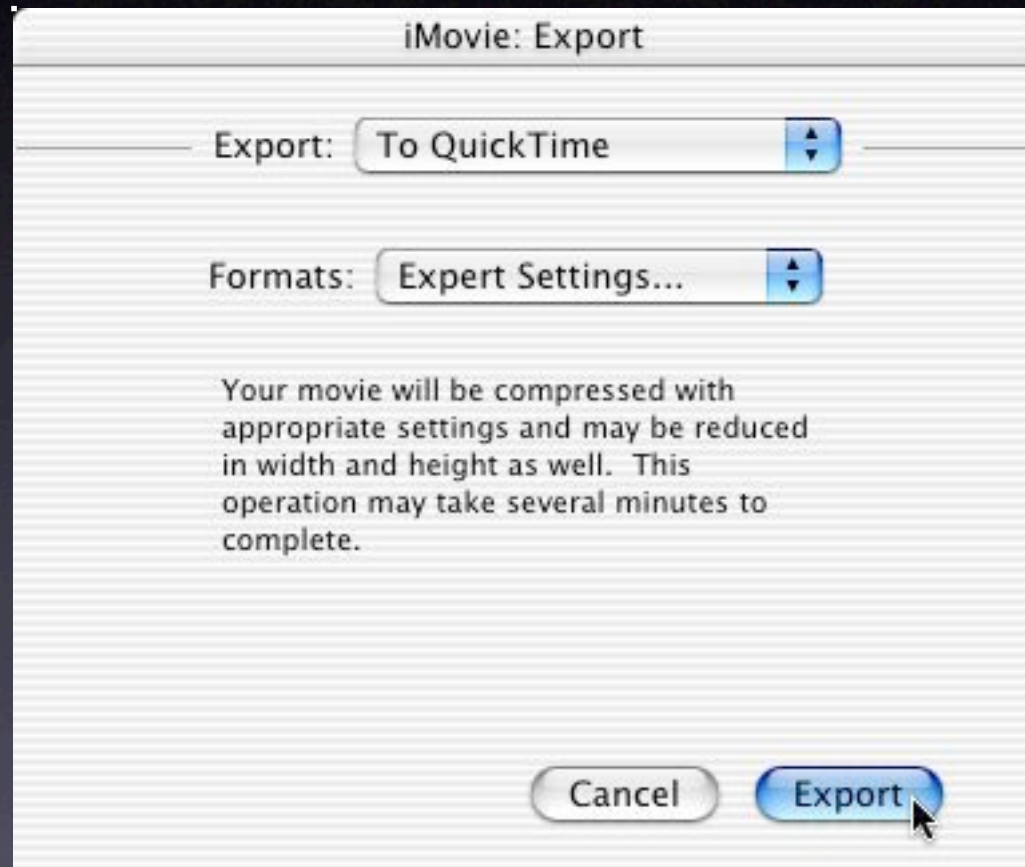 iMovie: Export
Export: To QuickTime
Formats: Expert Settings...
Your movie will be compressed with
appropriate settings and may be reduced
in width and height as well.  This
operation may take several minutes to
complete.
Cancel Export